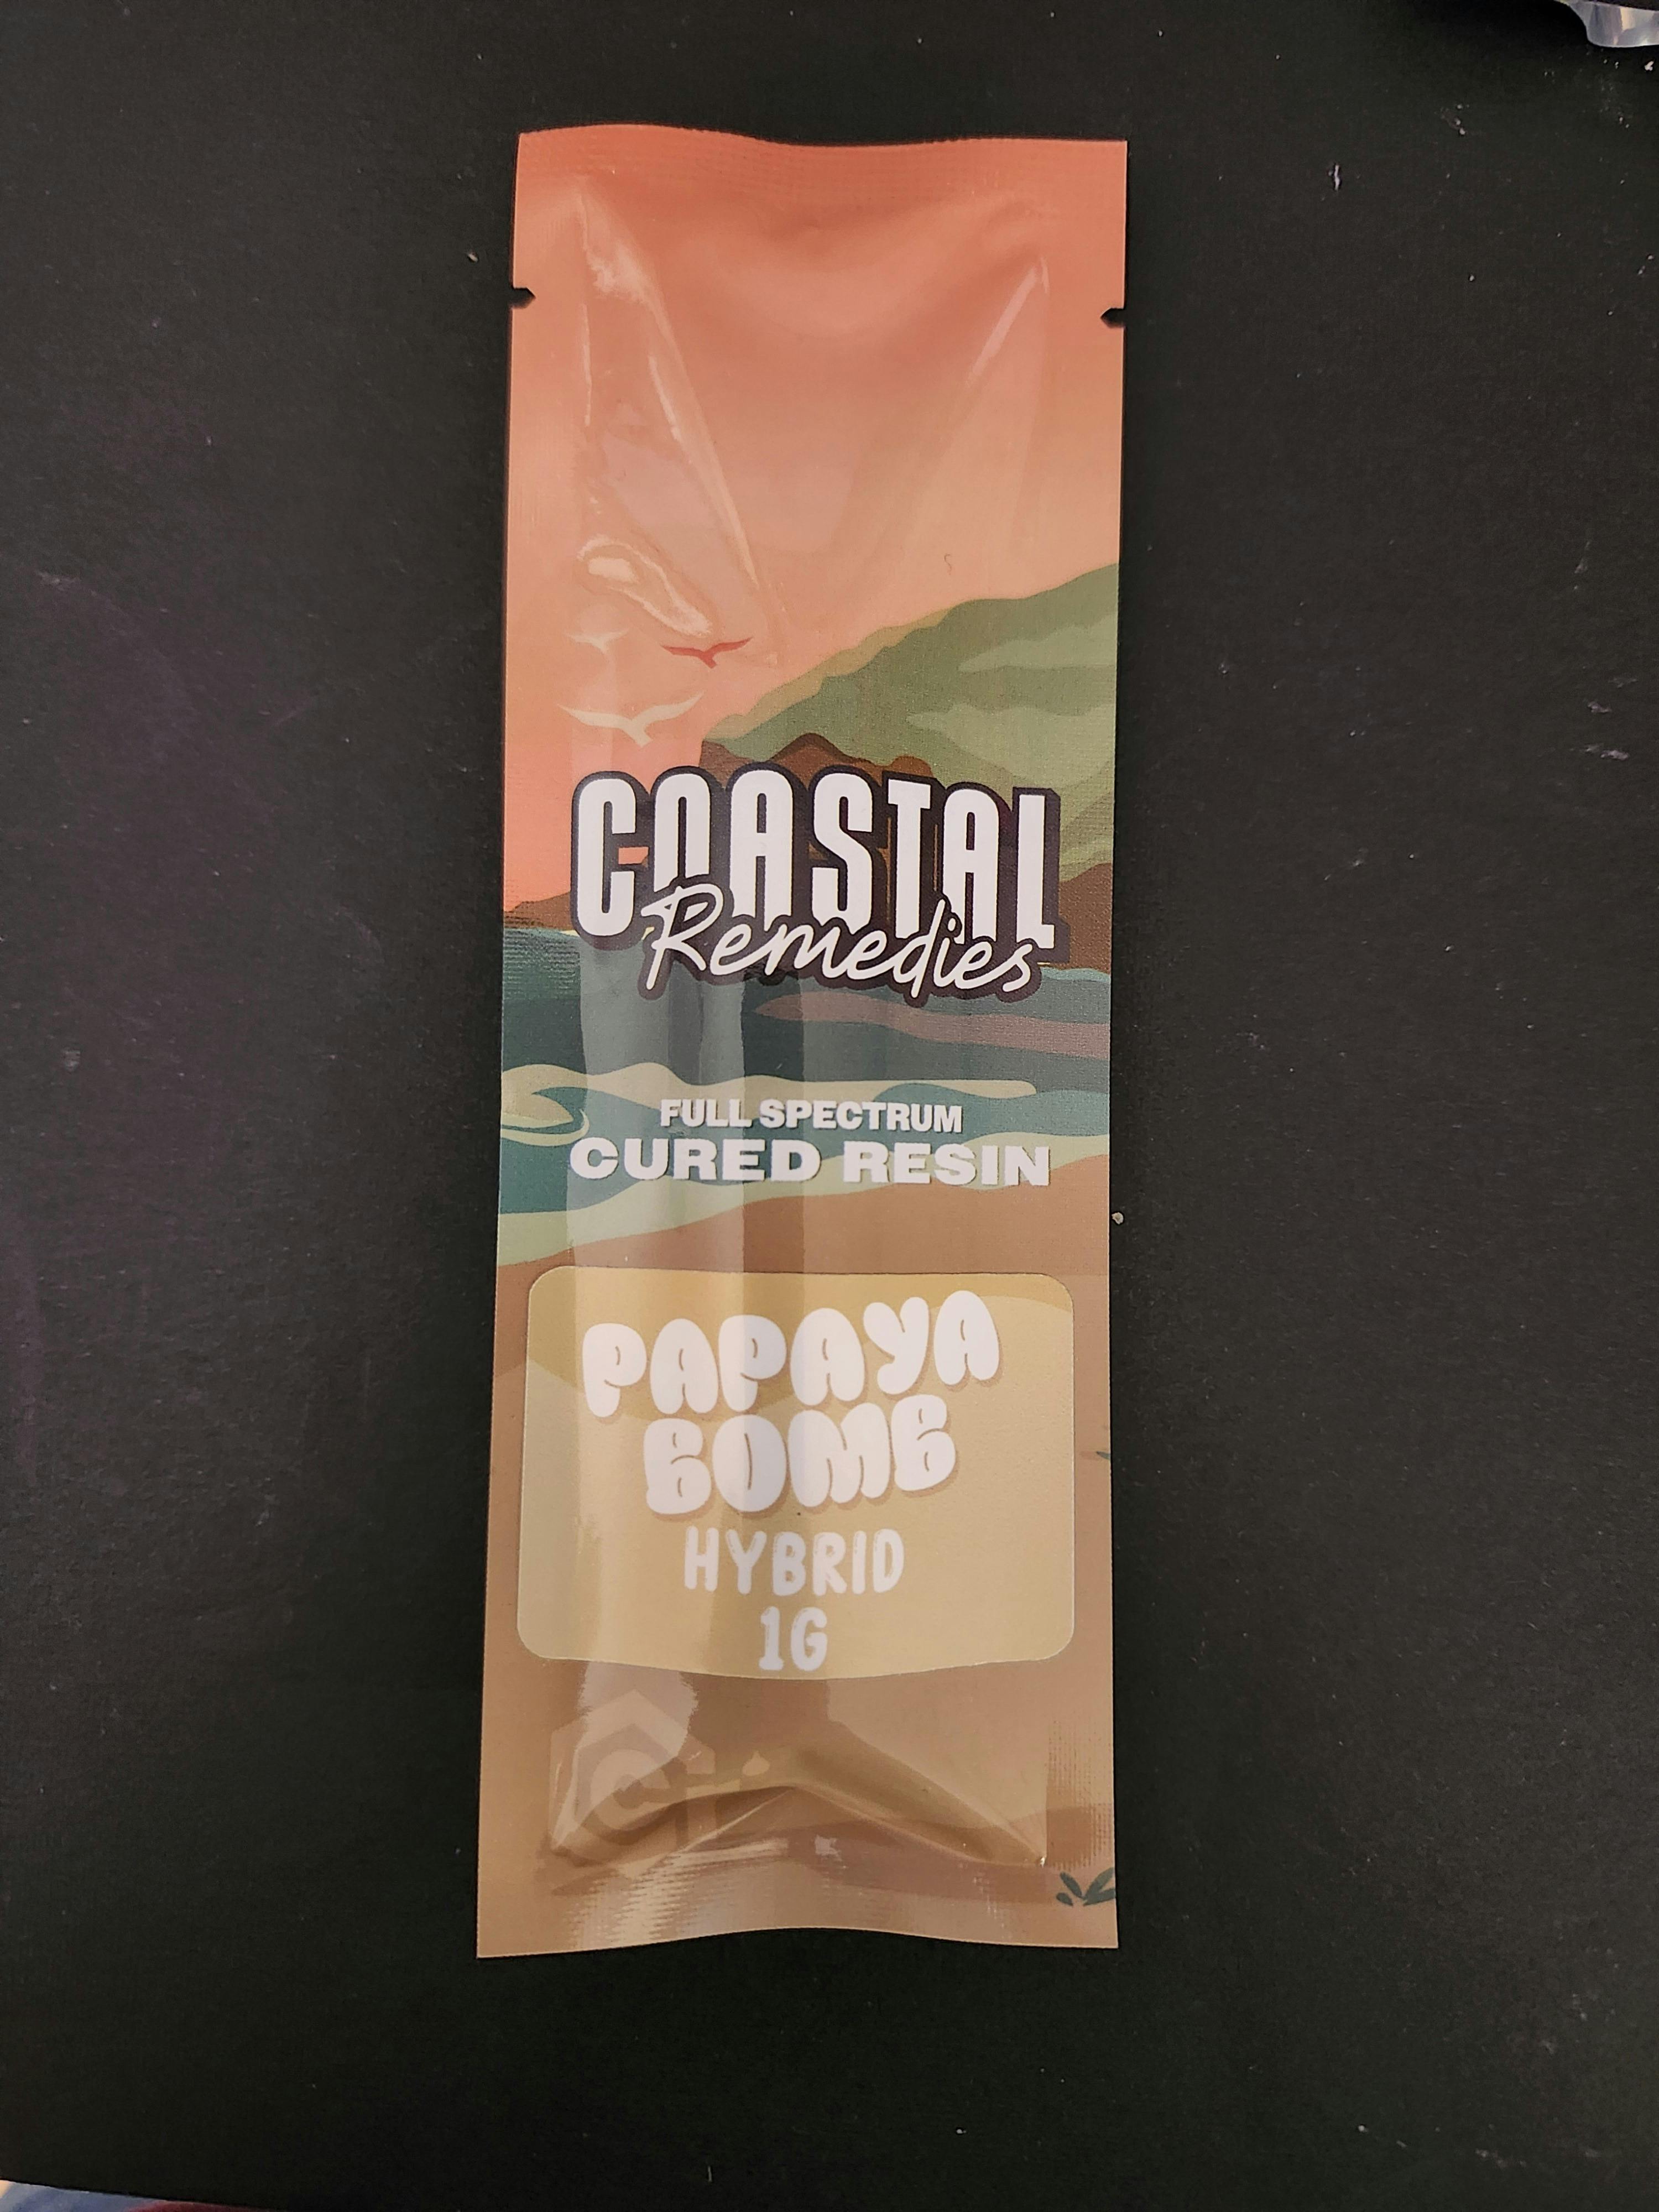 COASTAL
Remedies
FULL SPECTRUM
CURED RESIN
PAPAYA
BOMB
HYBRID
1G